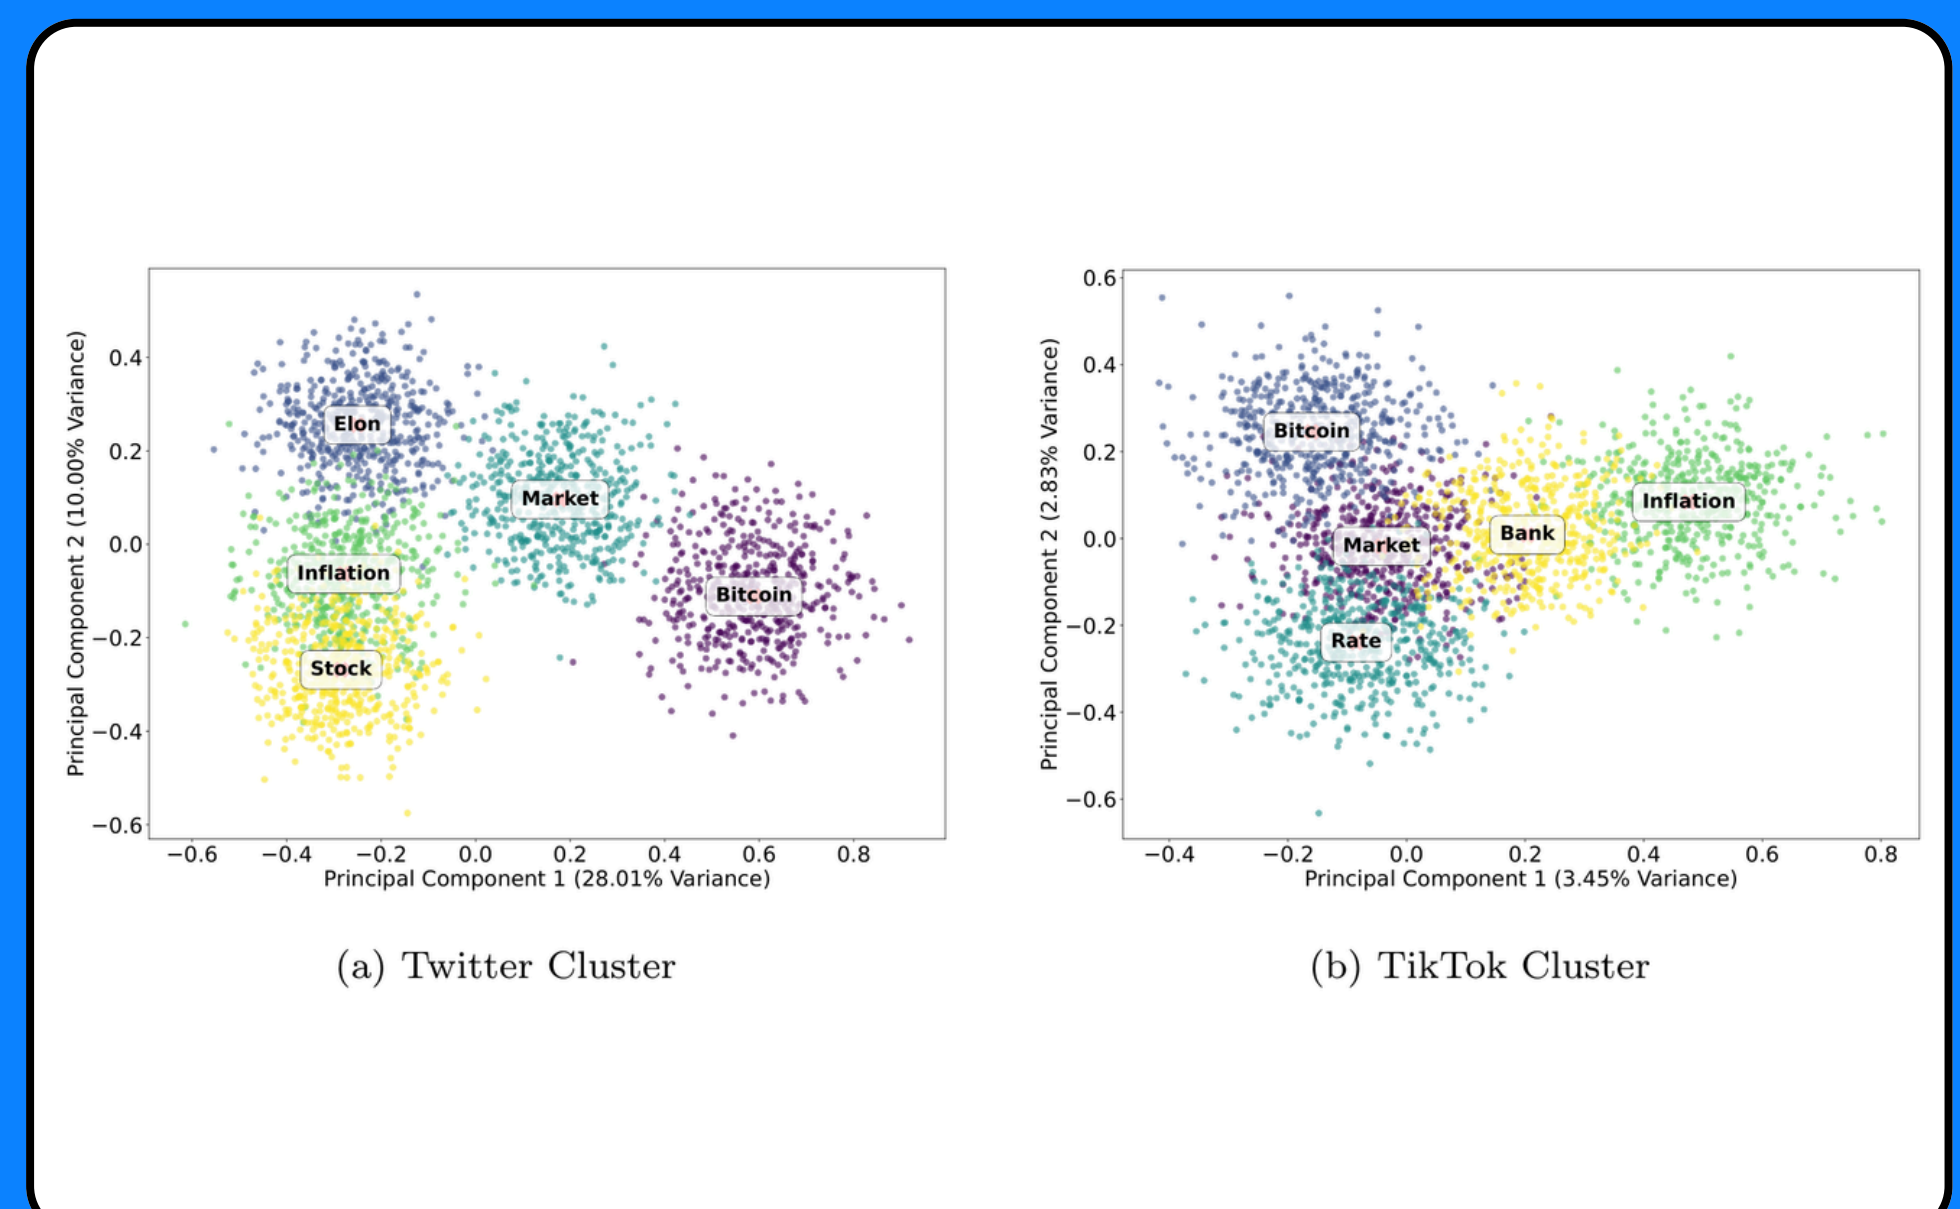 Principal Component 2 (10.00% Variance)
0.4
0.2
0.0
−0.2
−0.4
−0.6
Elon
Market
Inflation
Bitcoin
Stock
−0.6 −0.4 −0.2 0.0 0.2 0.4 0.6 0.8
Principal Component 1 (28.01% Variance)
(a) Twitter Cluster
Principal Component 2 (2.83% Variance)
0.6
0.4
0.2
0.0
−0.2
−0.4
−0.6
Bitcoin
Inflation
Bank
Market
Rate
−0.4 −0.2 0.0 0.2 0.4 0.6 0.8
Principal Component 1 (3.45% Variance)
(b) TikTok Cluster